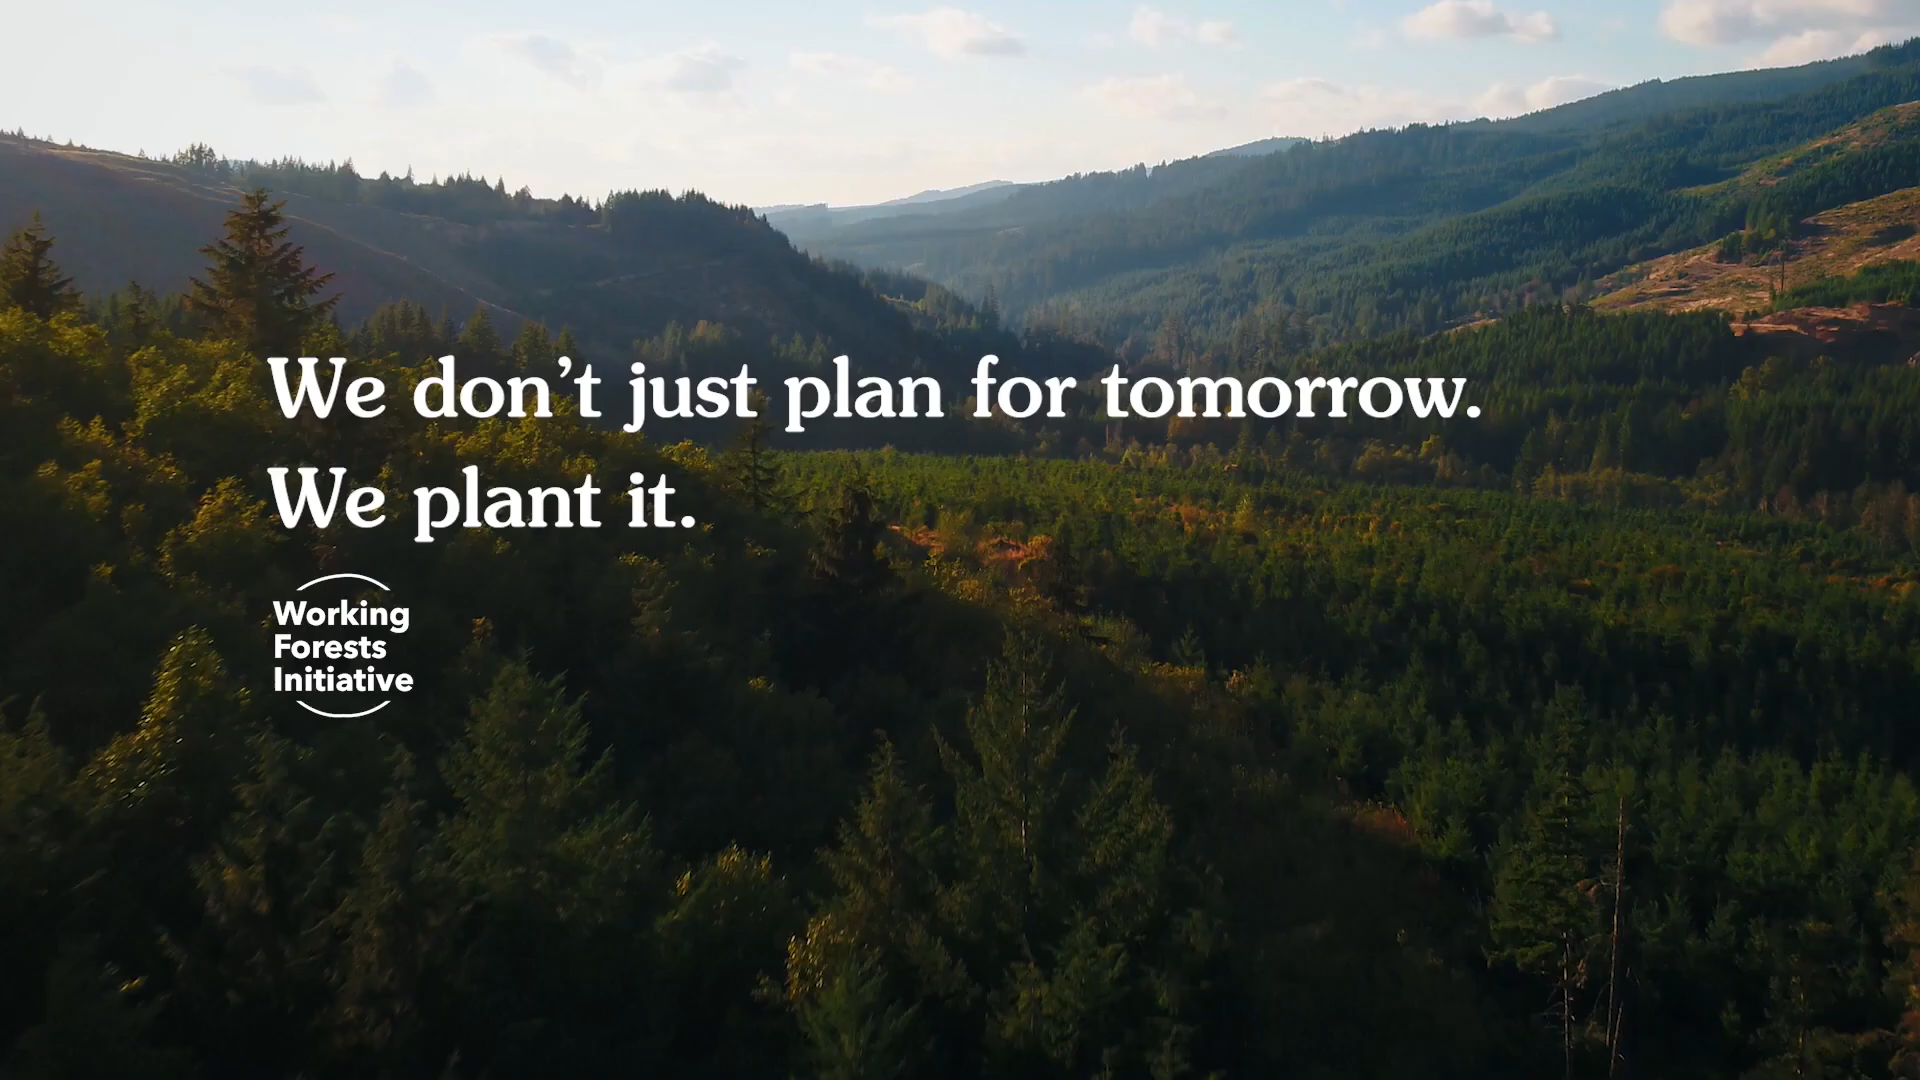 We don’t just plan for tomorrow.
We plant it.
Working
Forests
Initiative